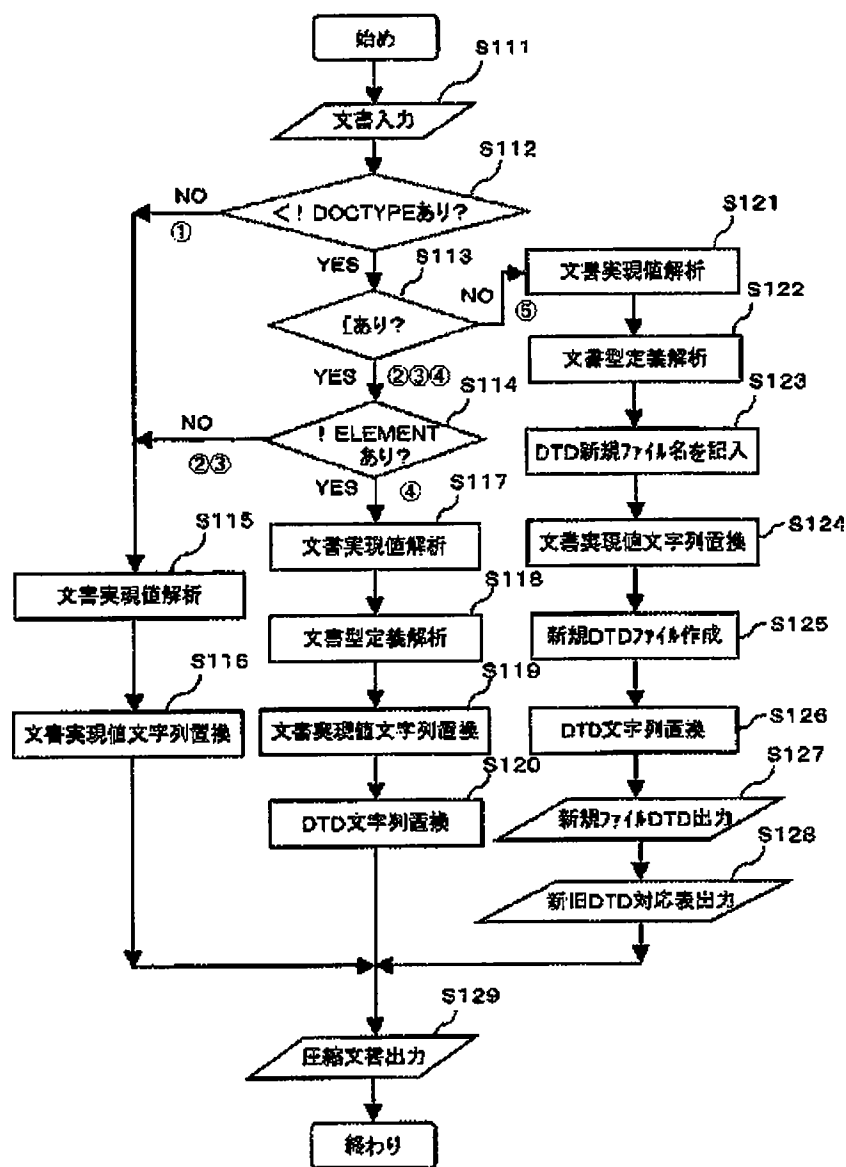 始め
S111
文書入力
S112
<！DOCTYPEあり？
NO
①
YES
S113
[あり？
NO
⑤
YES
②③④
S114
！ELEMENT
あり？
NO
②③
YES
④
S115
文書実現値解析
S116
文書実現値文字列置換
S117
文書実現値解析
S118
文書型定義解析
S119
文書実現値文字列置換
S120
DTD文字列置換
S121
文書実現値解析
S122
文書型定義解析
S123
DTD新規ファイル名を記入
S124
文書実現値文字列置換
S125
新規DTDファイル作成
S126
DTD文字列置換
S127
新規ファイルDTD出力
S128
新旧DTD対応表出力
S129
圧縮文書出力
終わり